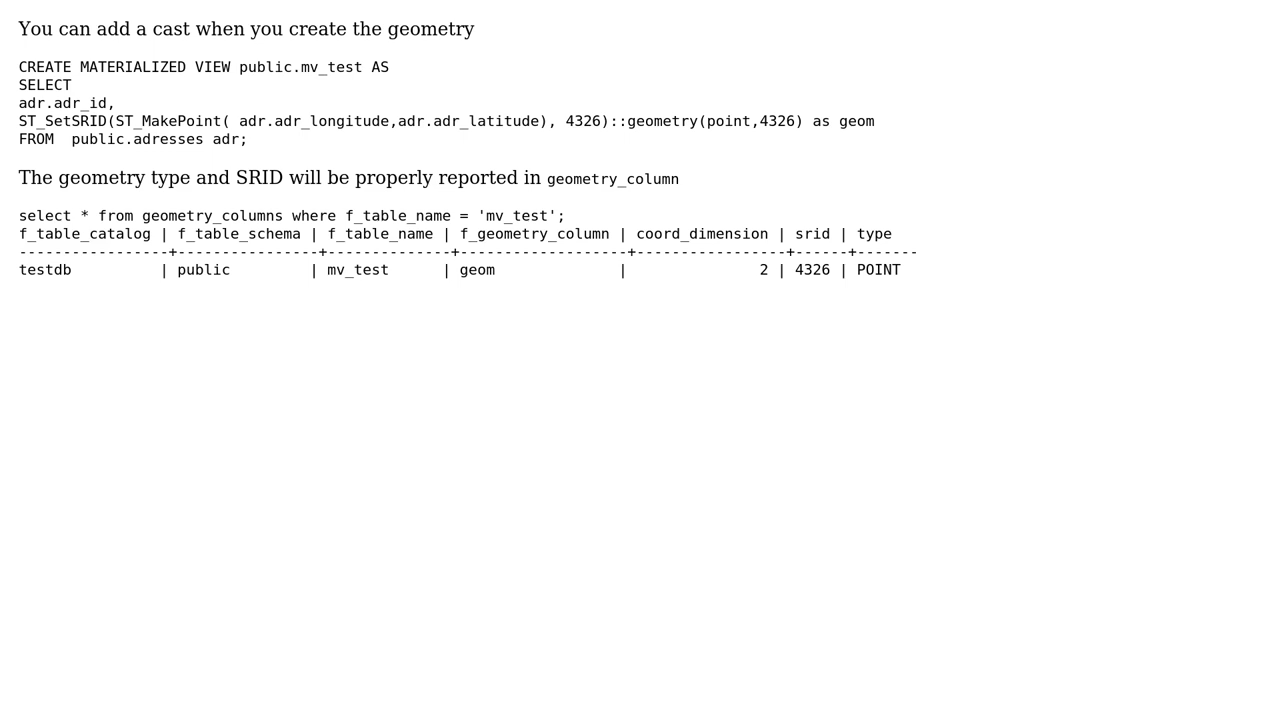 You can add a cast when you create the geometry
CREATE MATERIALIZED VIEW public.mv_test AS
SELECT
adr.adr_id,
ST_SetSRID(ST_MakePoint( adr.adr_longitude,adr.adr_latitude), 4326)::geometry(point,4326) as geom
FROM  public.adresses adr;
The geometry type and SRID will be properly reported in geometry_column
select * from geometry_columns where f_table_name = 'mv_test';
f_table_catalog | f_table_schema | f_table_name | f_geometry_column | coord_dimension | srid | type
-----------------+----------------+--------------+-------------------+-----------------+------+-------
testdb          | public         | mv_test      | geom              |               2 | 4326 | POINT